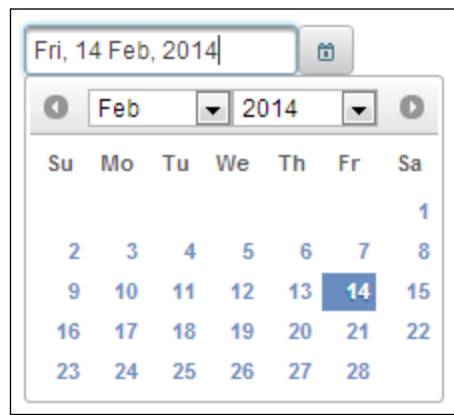 Fri, 14 Feb, 2014
Feb 2014
Su Mo Tu We Th Fr Sa
1
2 3 4 5 6 7 8
9 10 11 12 13 14 15
16 17 18 19 20 21 22
23 24 25 26 27 28